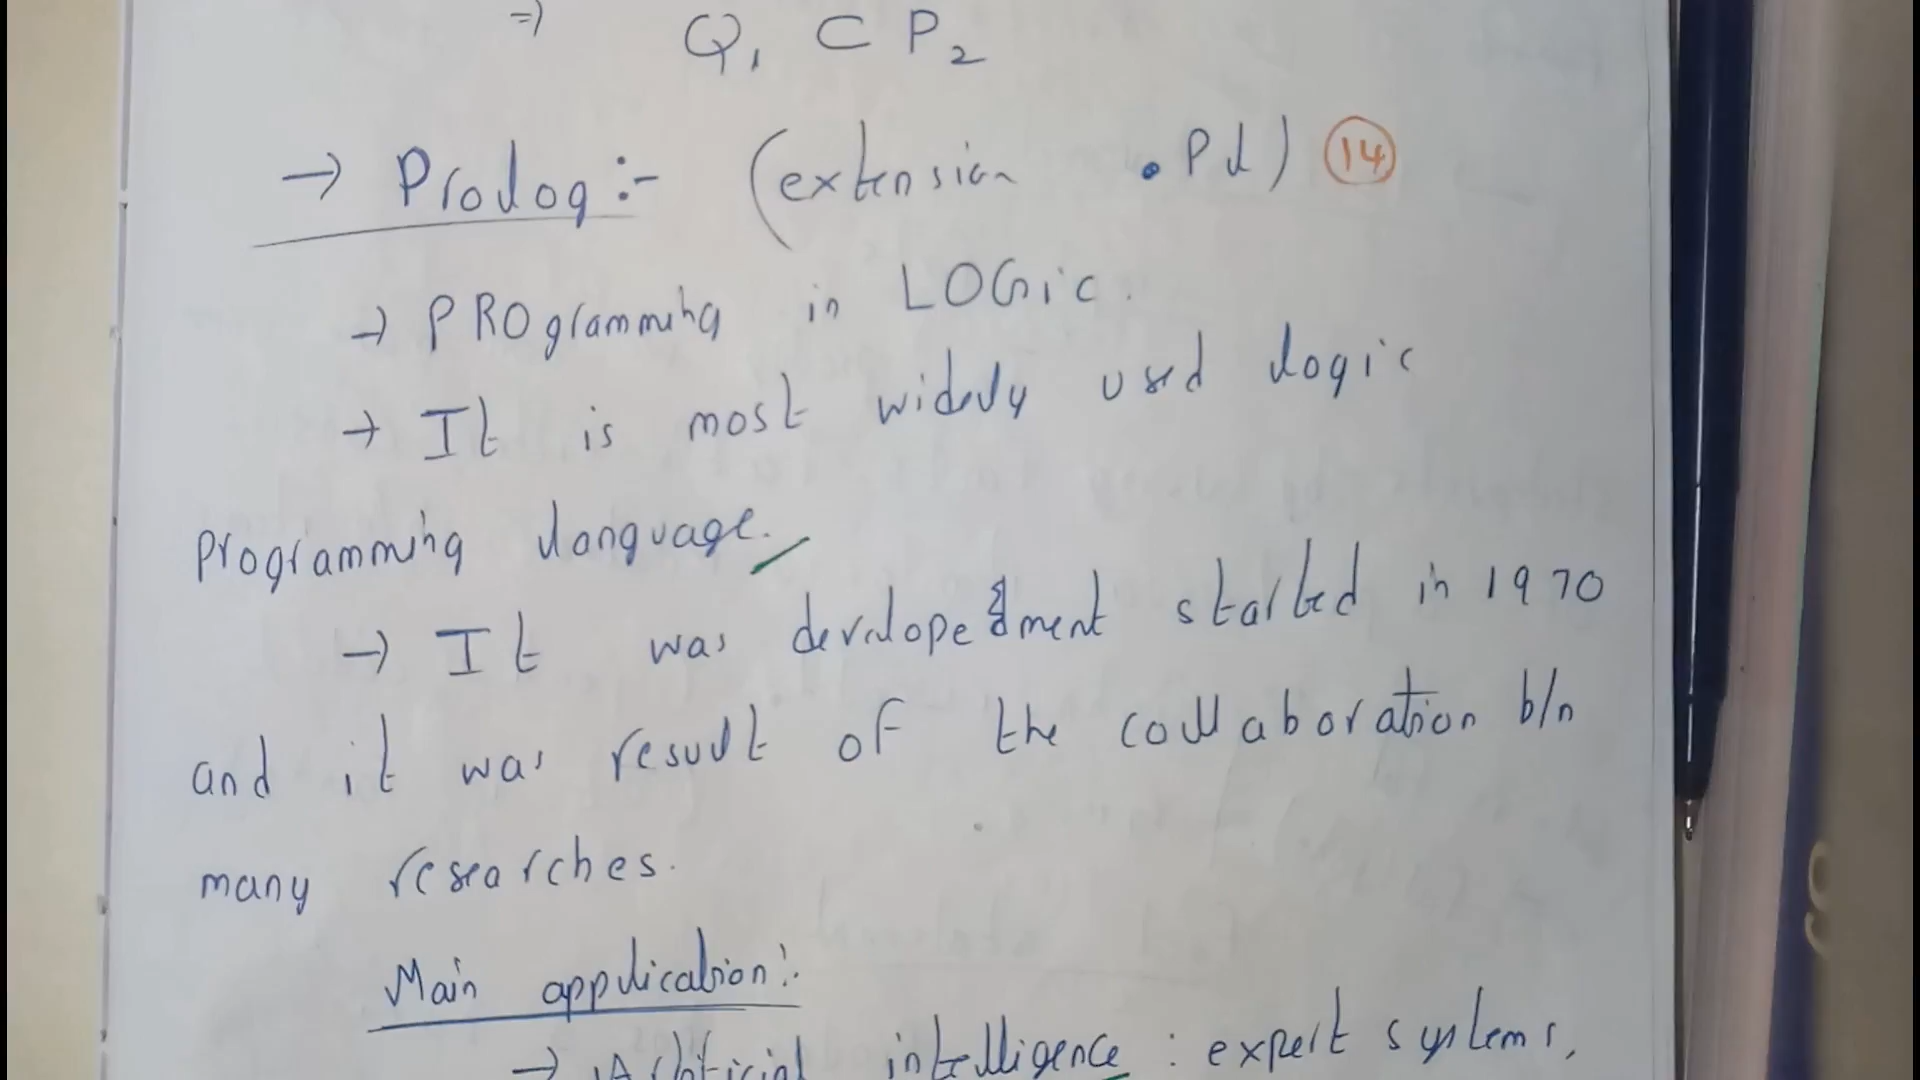 ⇒ Q₁ ⊂ P₂
→ Prolog :- (extension .Pl) 14
→ PROgramming in LOGic.
→ It is most widely used logic
programming language.
→ It was developement started in 1970
and it was result of the collaboration b/n
many researches.
Main application :-
→ Artificial intelligence : expert systems,